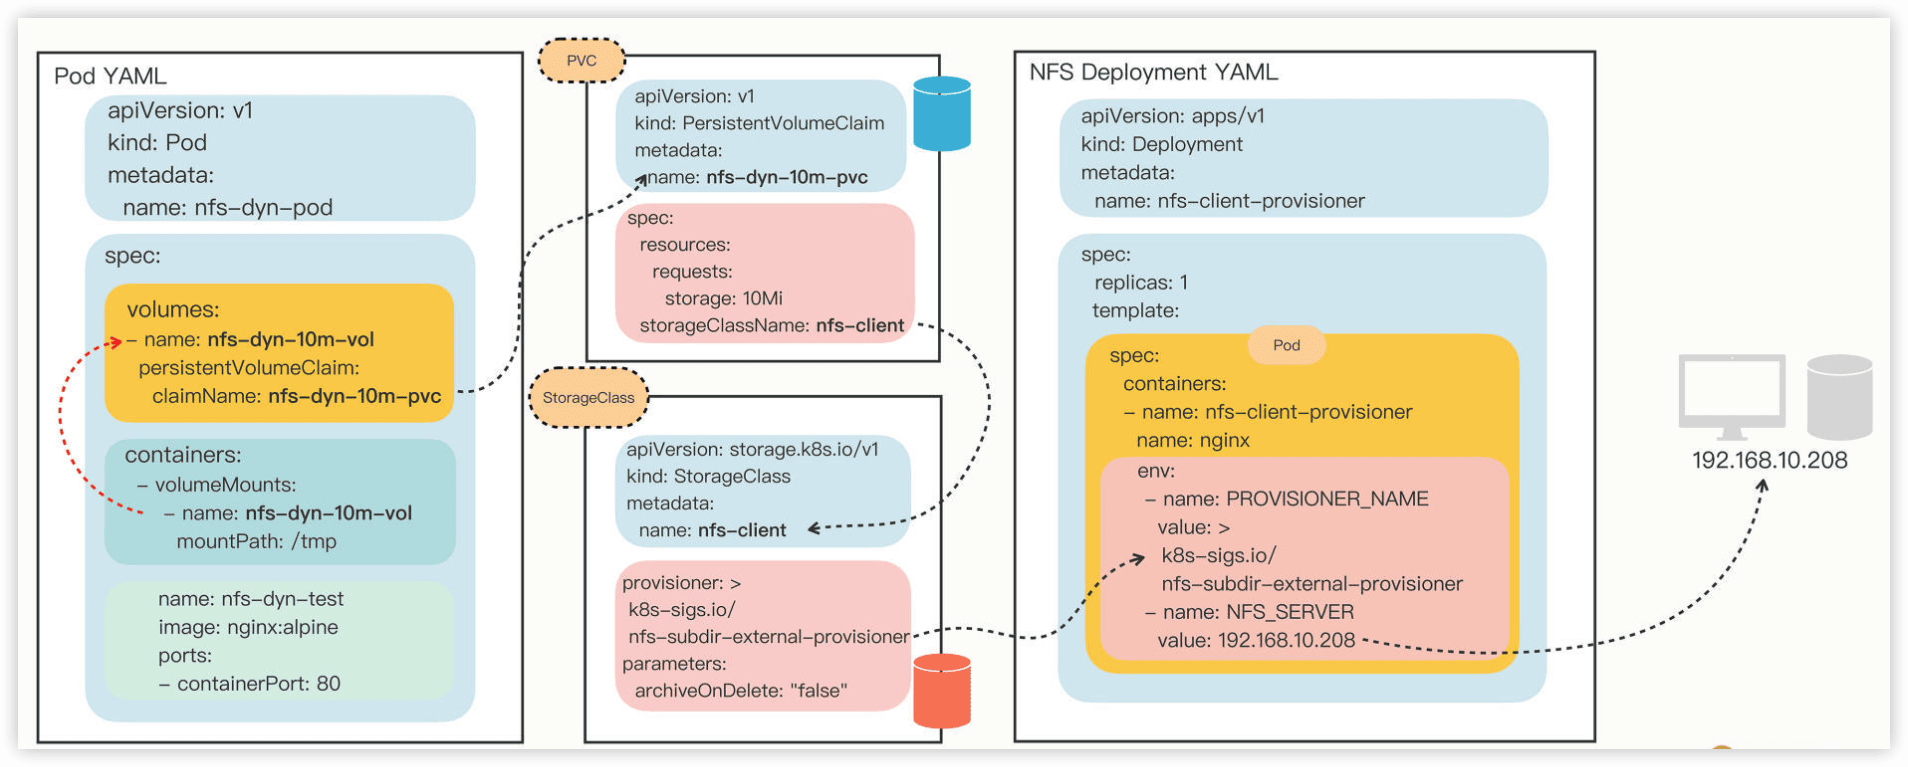 Pod YAML
apiVersion: v1
kind: Pod
metadata:
name: nfs-dyn-pod
spec:
volumes:
- name: nfs-dyn-10m-vol
persistentVolumeClaim:
claimName: nfs-dyn-10m-pvc
containers:
- volumeMounts:
- name: nfs-dyn-10m-vol
mountPath: /tmp
name: nfs-dyn-test
image: nginx:alpine
ports:
- containerPort: 80
PVC
apiVersion: v1
kind: PersistentVolumeClaim
metadata:
name: nfs-dyn-10m-pvc
spec:
resources:
requests:
storage: 10Mi
storageClassName: nfs-client
StorageClass
apiVersion: storage.k8s.io/v1
kind: StorageClass
metadata:
name: nfs-client
provisioner: >
k8s-sigs.io/
nfs-subdir-external-provisioner
parameters:
archiveOnDelete: "false"
NFS Deployment YAML
apiVersion: apps/v1
kind: Deployment
metadata:
name: nfs-client-provisioner
spec:
replicas: 1
template:
Pod
spec:
containers:
- name: nfs-client-provisioner
name: nginx
env:
- name: PROVISIONER_NAME
value: >
k8s-sigs.io/
nfs-subdir-external-provisioner
- name: NFS_SERVER
value: 192.168.10.208
192.168.10.208